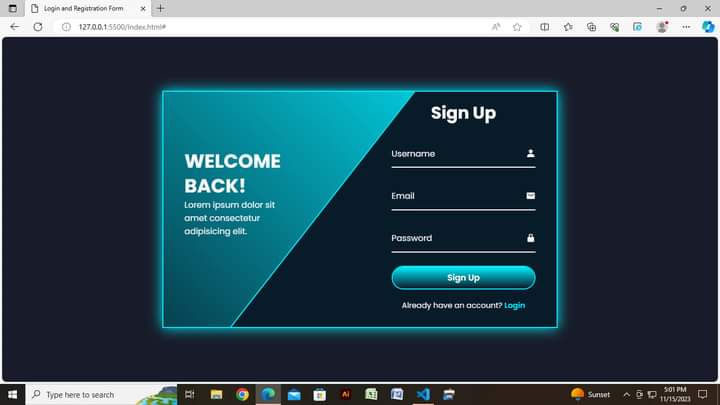 Login and Registration Form
127.0.0.1:5500/Index.html#
Sign Up
WELCOME
BACK!
Lorem ipsum dolor sit
amet consectetur
adipisicing elit.
Username
Email
Password
Sign Up
Already have an account? Login
Type here to search
Sunset
5:01 PM
11/15/2023